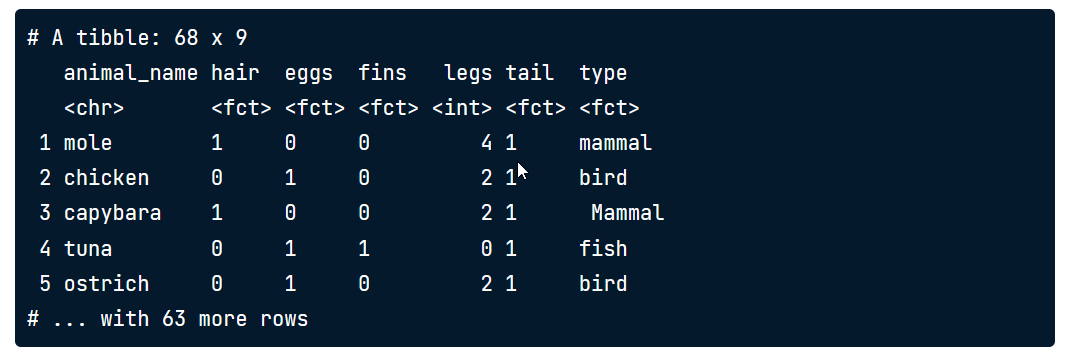 # A tibble: 68 x 9
   animal_name hair  eggs  fins   legs tail  type
   <chr>       <fct> <fct> <fct> <int> <fct> <fct>
 1 mole        1     0     0         4 1     mammal
 2 chicken     0     1     0         2 1     bird
 3 capybara    1     0     0         2 1      Mammal
 4 tuna        0     1     1         0 1     fish
 5 ostrich     0     1     0         2 1     bird
# ... with 63 more rows